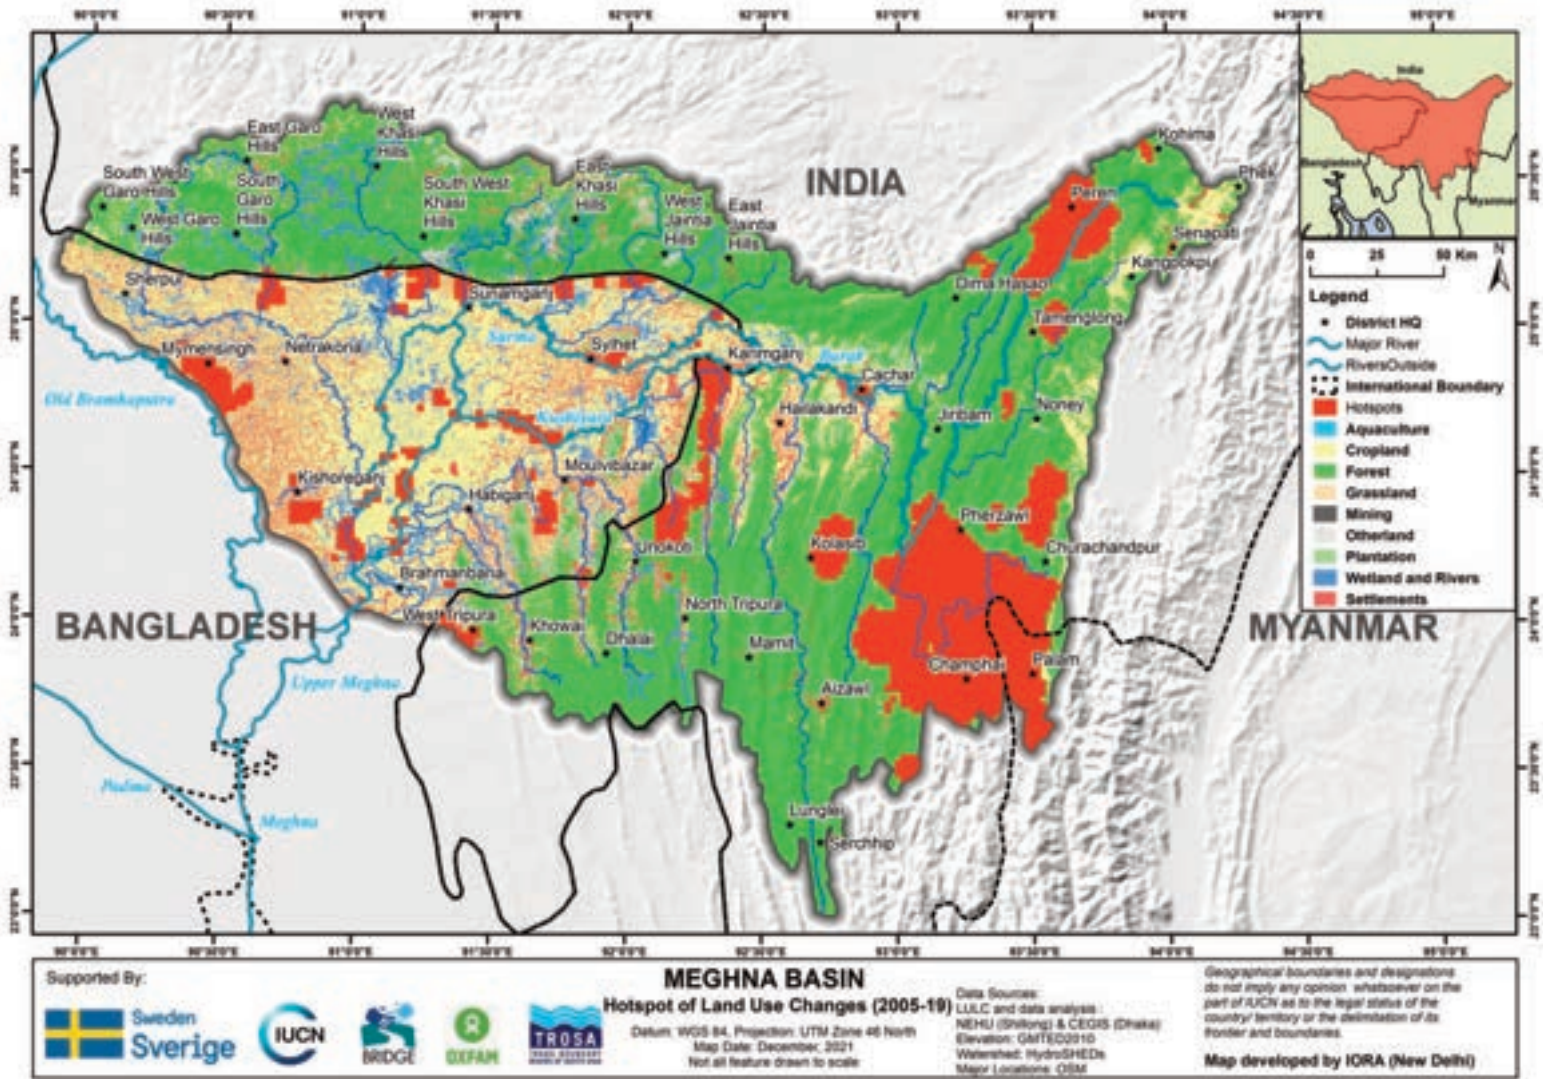 India
Bangladesh
Myanmar
0 25 50 Km
N
Legend
District HQ
Major River
RiversOutside
International Boundary
Hotspots
Aquaculture
Cropland
Forest
Grassland
Mining
Otherland
Plantation
Wetland and Rivers
Settlements
INDIA
BANGLADESH
MYANMAR
East Garo
Hills
West
Khasi
Hills
South West
Garo Hills
West Garo
Hills
South
Garo
Hills
South West
Khasi
Hills
East
Khasi
Hills
West
Jaintia
Hills
East
Jaintia
Hills
Kohima
Phek
Peren
Senapati
Kangpokpi
Dima Hasao
Tamenglong
Sherpur
Sunamganj
Mymensingh
Netrakona
Surma
Sylhet
Karimganj
Barak
Cachar
Old Bramhaputra
Kushiyara
Hailakandi
Jiribam
Noney
Kishoreganj
Moulvibazar
Habiganj
Pherzawl
Unokoti
Kolasib
Churachandpur
Brahmanbaria
West Tripura
North Tripura
Khowai
Dhalai
Mamit
Champhai
Aizawl
Upper Meghna
Padma
Meghna
Lunglei
Serchhip
Supported By:
Sweden
Sverige
IUCN
BRIDGE
OXFAM
TROSA
MEGHNA BASIN
Hotspot of Land Use Changes (2005-19)
Datum: WGS 84, Projection: UTM Zone 46 North
Map Date: December, 2021
Not all feature drawn to scale
Data Sources:
LULC and data analysis :
NEHU (Shillong) & CEGIS (Dhaka)
Elevation: GMTED2010
Watershed: HydroSHEDs
Major Locations: OSM
Geographical boundaries and designations
do not imply any opinion whatsoever on the
part of IUCN as to the legal status of the
country/ territory or the delimitation of its
frontier and boundaries.
Map developed by IORA (New Delhi)